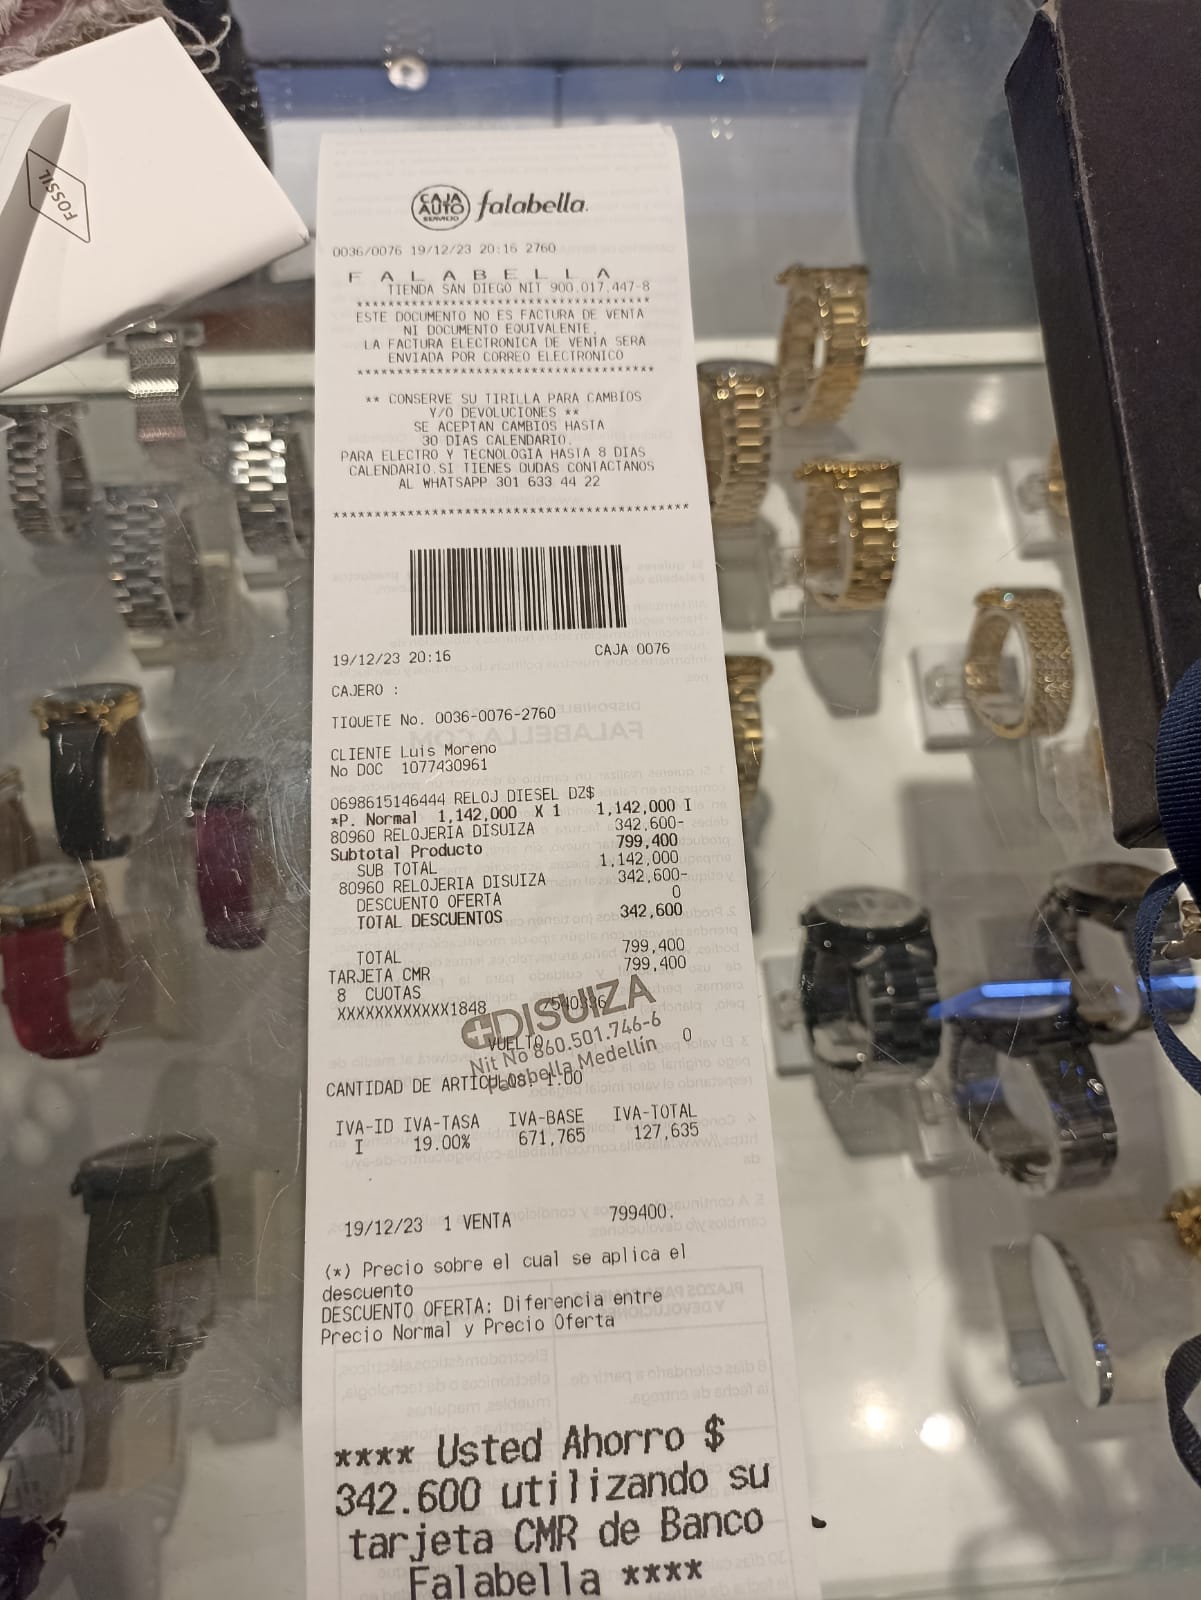 FOSSIL
CAJA
AUTO
SERVICIO
falabella.
0036/0076 19/12/23 20:16 2760
F A L A B E L L A
TIENDA SAN DIEGO NIT 900.017.447-8
****************************************
ESTE DOCUMENTO NO ES FACTURA DE VENTA
NI DOCUMENTO EQUIVALENTE,
LA FACTURA ELECTRONICA DE VENTA SERA
ENVIADA POR CORREO ELECTRONICO
****************************************
** CONSERVE SU TIRILLA PARA CAMBIOS
Y/O DEVOLUCIONES **
SE ACEPTAN CAMBIOS HASTA
30 DIAS CALENDARIO.
PARA ELECTRO Y TECNOLOGIA HASTA 8 DIAS
CALENDARIO.SI TIENES DUDAS CONTACTANOS
AL WHATSAPP 301 633 44 22
****************************************
19/12/23 20:16 CAJA 0076
CAJERO :
TIQUETE No. 0036-0076-2760
CLIENTE Luis Moreno
No DOC 1077430961
0698615146444 RELOJ DIESEL DZ$
*P. Normal 1,142,000 X 1 1,142,000 I
80960 RELOJERIA DISUIZA 342,600-
Subtotal Producto 799,400
SUB TOTAL 1,142,000
80960 RELOJERIA DISUIZA 342,600-
DESCUENTO OFERTA 0
TOTAL DESCUENTOS 342,600
TOTAL 799,400
TARJETA CMR 799,400
8 CUOTAS
XXXXXXXXXXXX1848 540336
DISUIZA
VUELTO 0
Nit No 860.501.746-6
Falabella Medellín
CANTIDAD DE ARTICULOS: 1.00
IVA-ID IVA-TASA IVA-BASE IVA-TOTAL
I 19.00% 671,765 127,635
19/12/23 1 VENTA 799400.
(*) Precio sobre el cual se aplica el
descuento
DESCUENTO OFERTA: Diferencia entre
Precio Normal y Precio Oferta
**** Usted Ahorro $
342.600 utilizando su
tarjeta CMR de Banco
Falabella ****